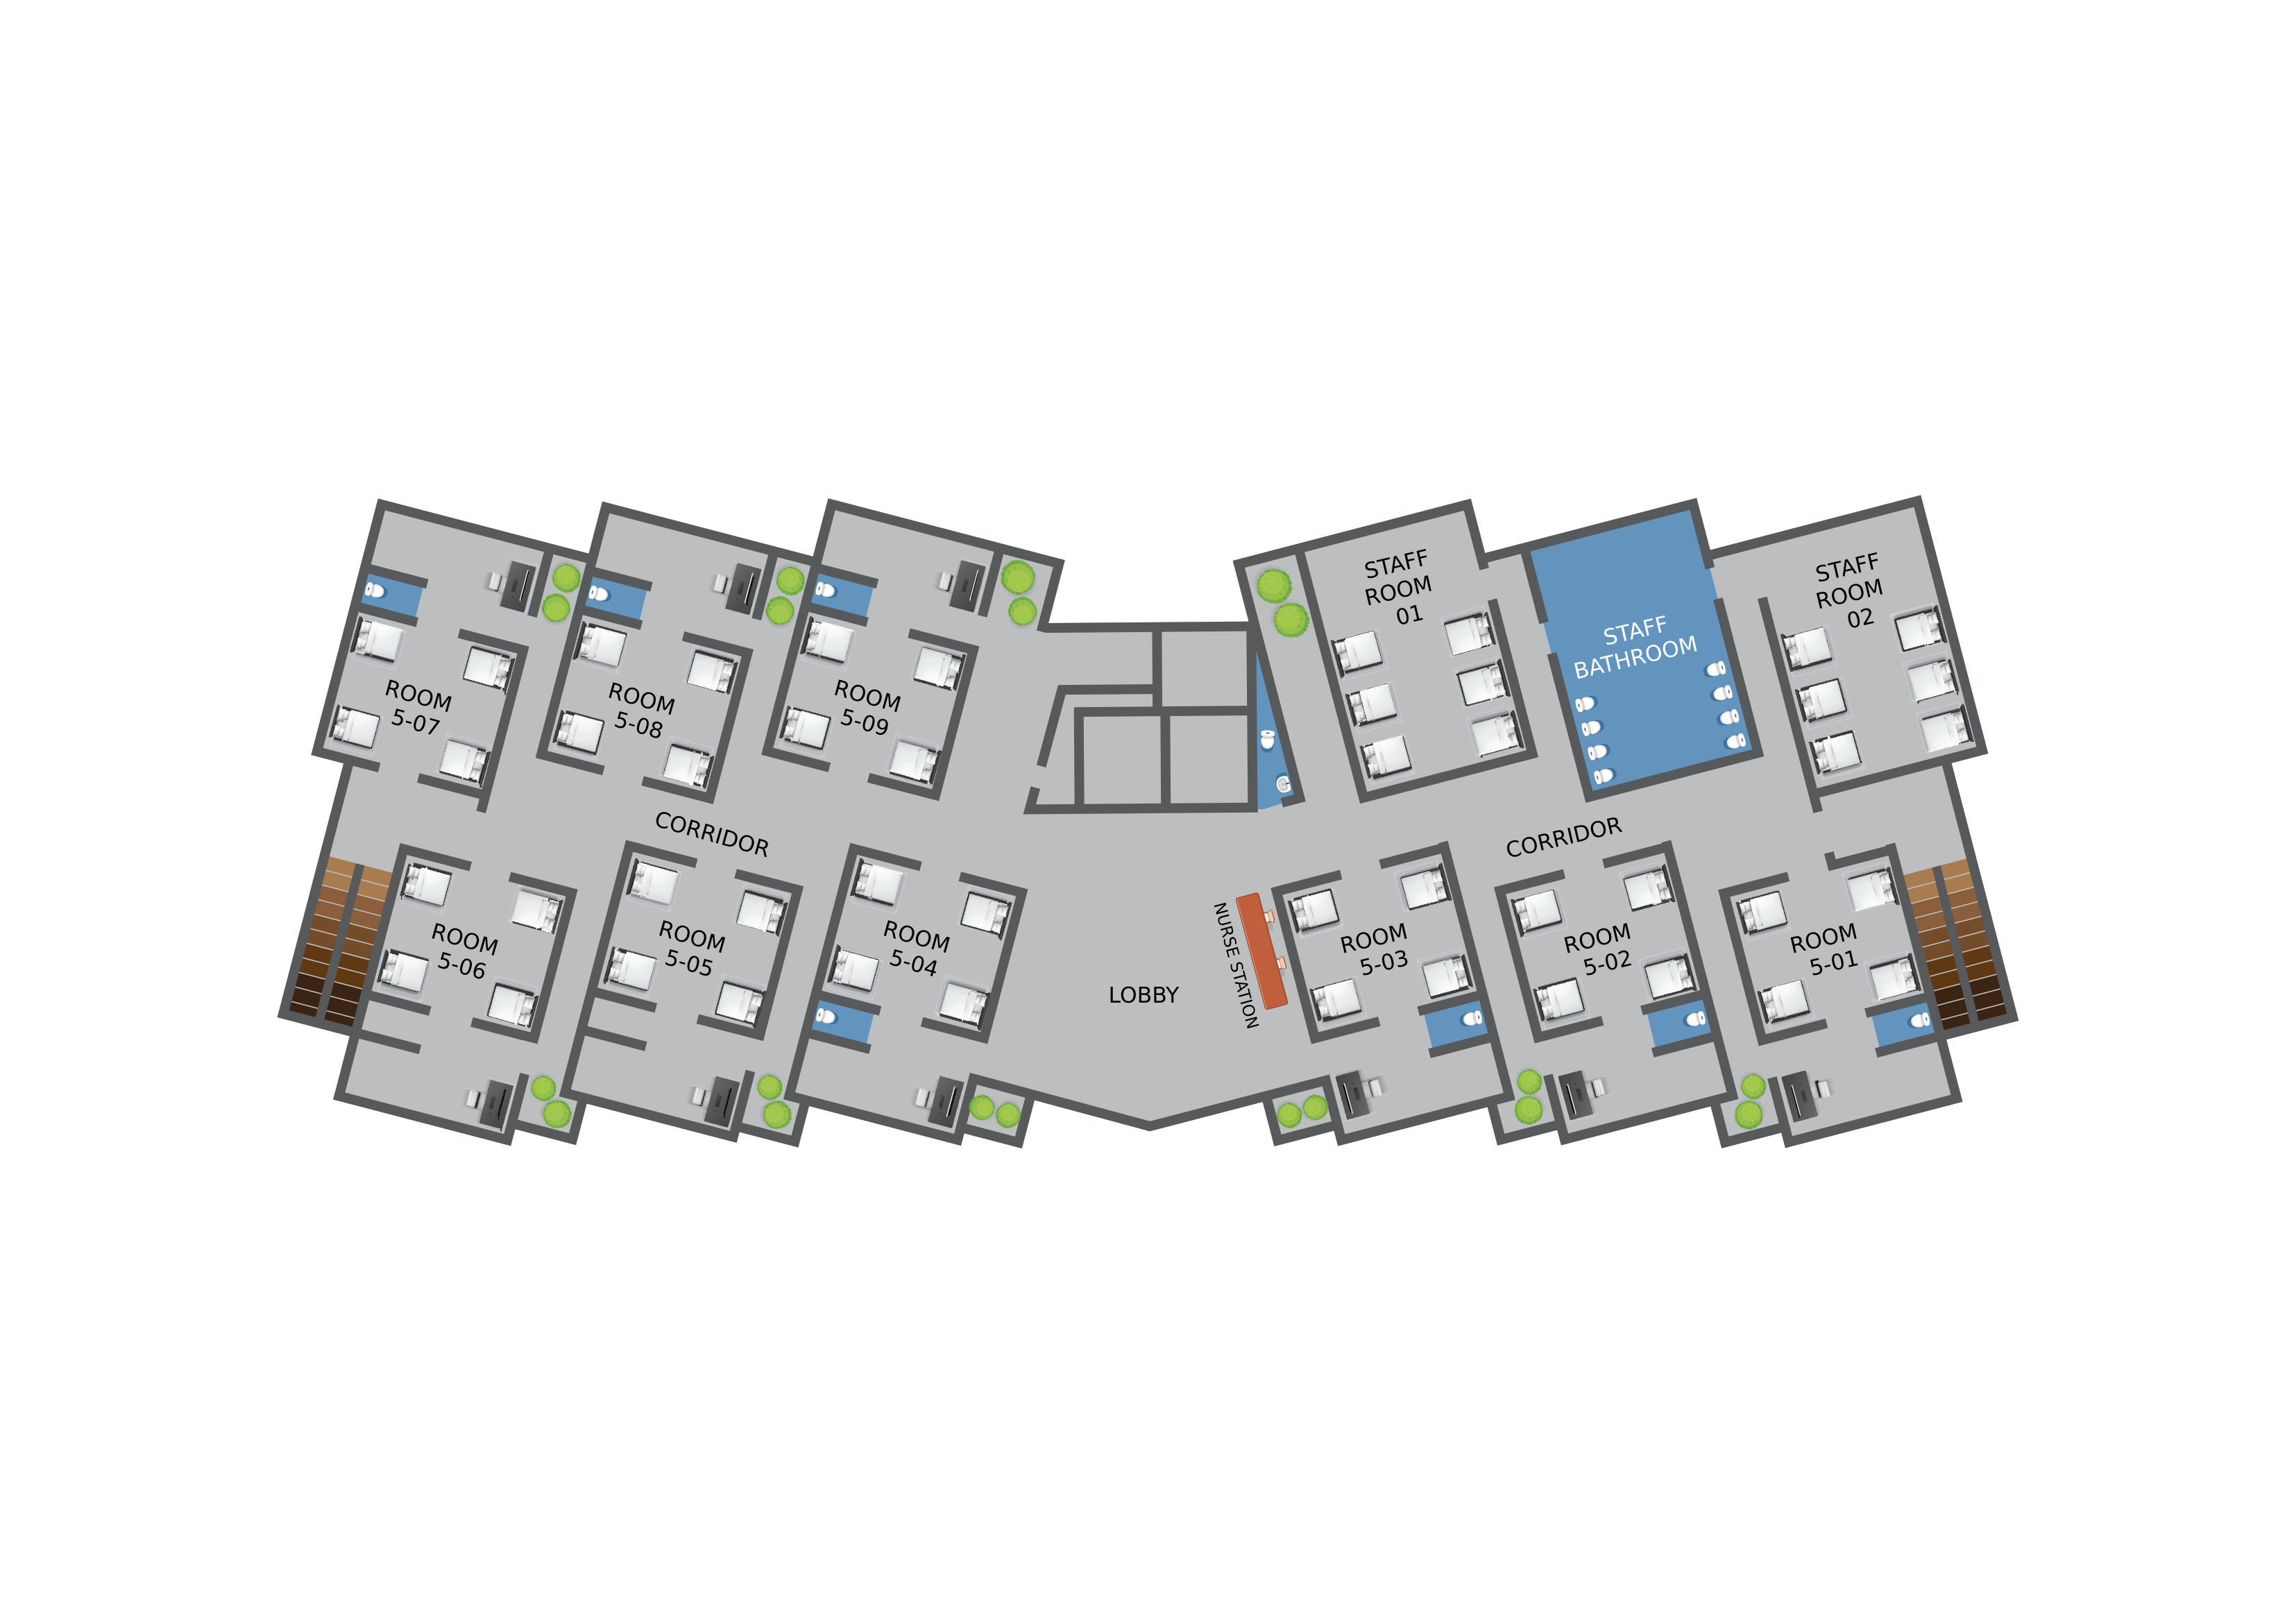 STAFF
ROOM
01
STAFF
BATHROOM
STAFF
ROOM
02
ROOM
5-07
ROOM
5-08
ROOM
5-09
CORRIDOR
CORRIDOR
ROOM
5-06
ROOM
5-05
ROOM
5-04
LOBBY
NURSE STATION
ROOM
5-03
ROOM
5-02
ROOM
5-01